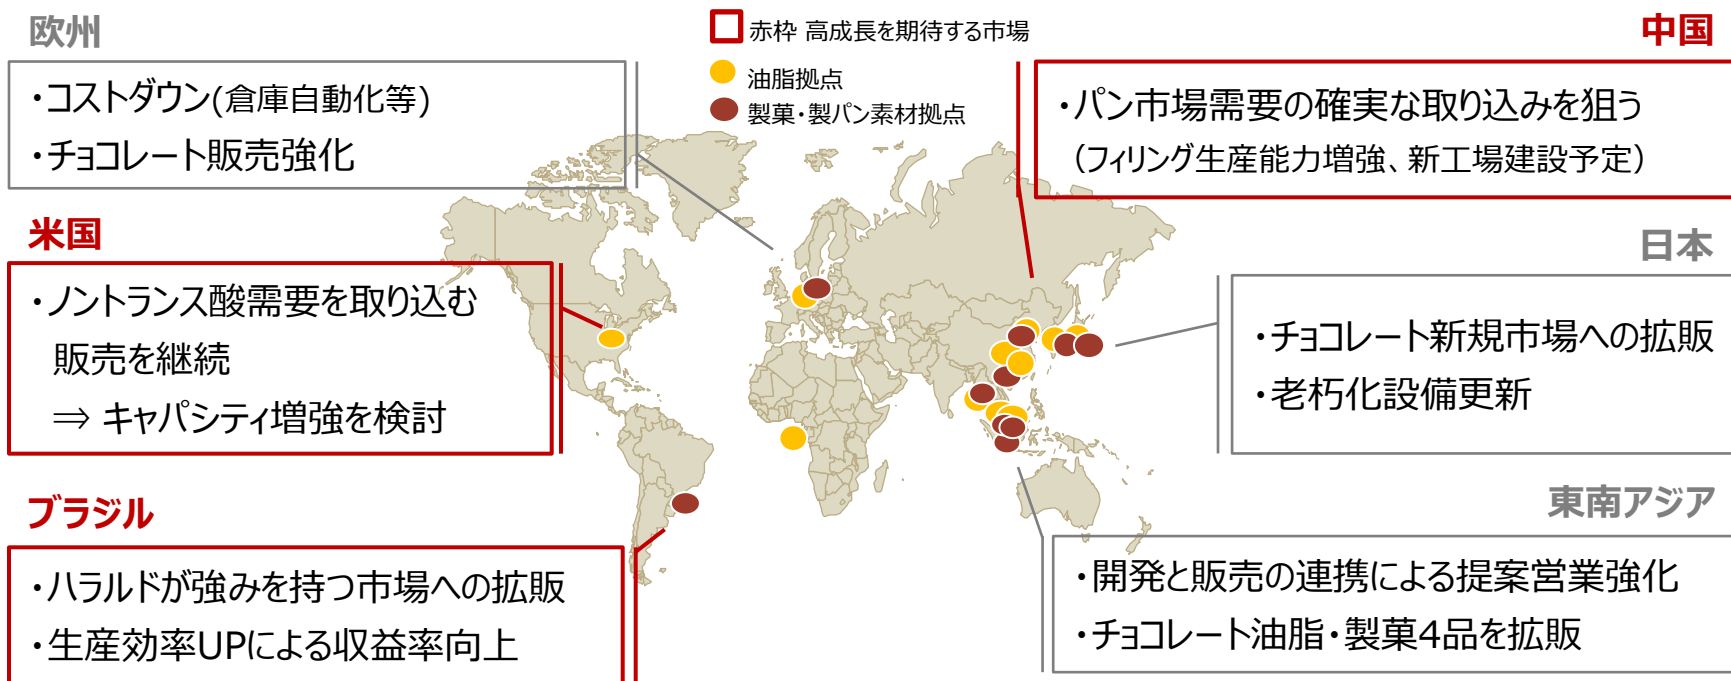 欧州
・コストダウン(倉庫自動化等)
・チョコレート販売強化
赤枠 高成長を期待する市場
油脂拠点
製菓・製パン素材拠点
中国
・パン市場需要の確実な取り込みを狙う
（フィリング生産能力増強、新工場建設予定）
米国
・ノントランス酸需要を取り込む
販売を継続
⇒ キャパシティ増強を検討
日本
・チョコレート新規市場への拡販
・老朽化設備更新
ブラジル
・ハラルドが強みを持つ市場への拡販
・生産効率UPによる収益率向上
東南アジア
・開発と販売の連携による提案営業強化
・チョコレート油脂・製菓4品を拡販